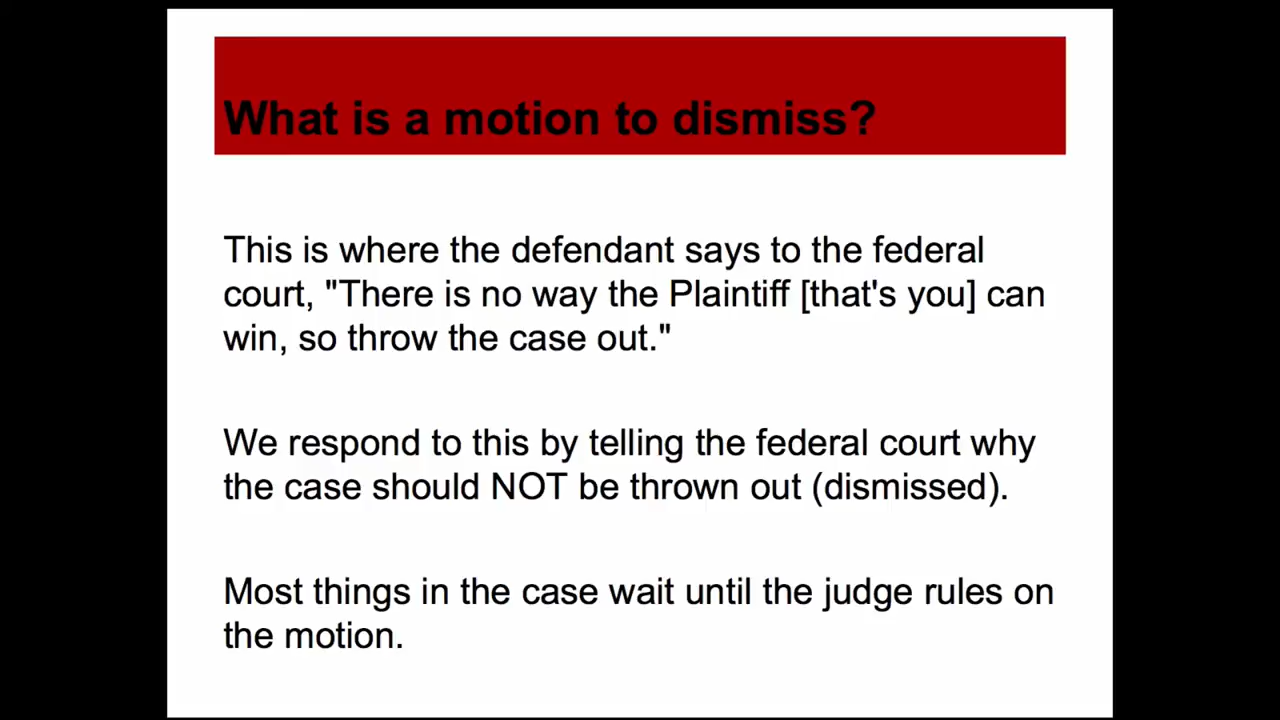 What is a motion to dismiss?
This is where the defendant says to the federal
court, "There is no way the Plaintiff [that's you] can
win, so throw the case out."
We respond to this by telling the federal court why
the case should NOT be thrown out (dismissed).
Most things in the case wait until the judge rules on
the motion.